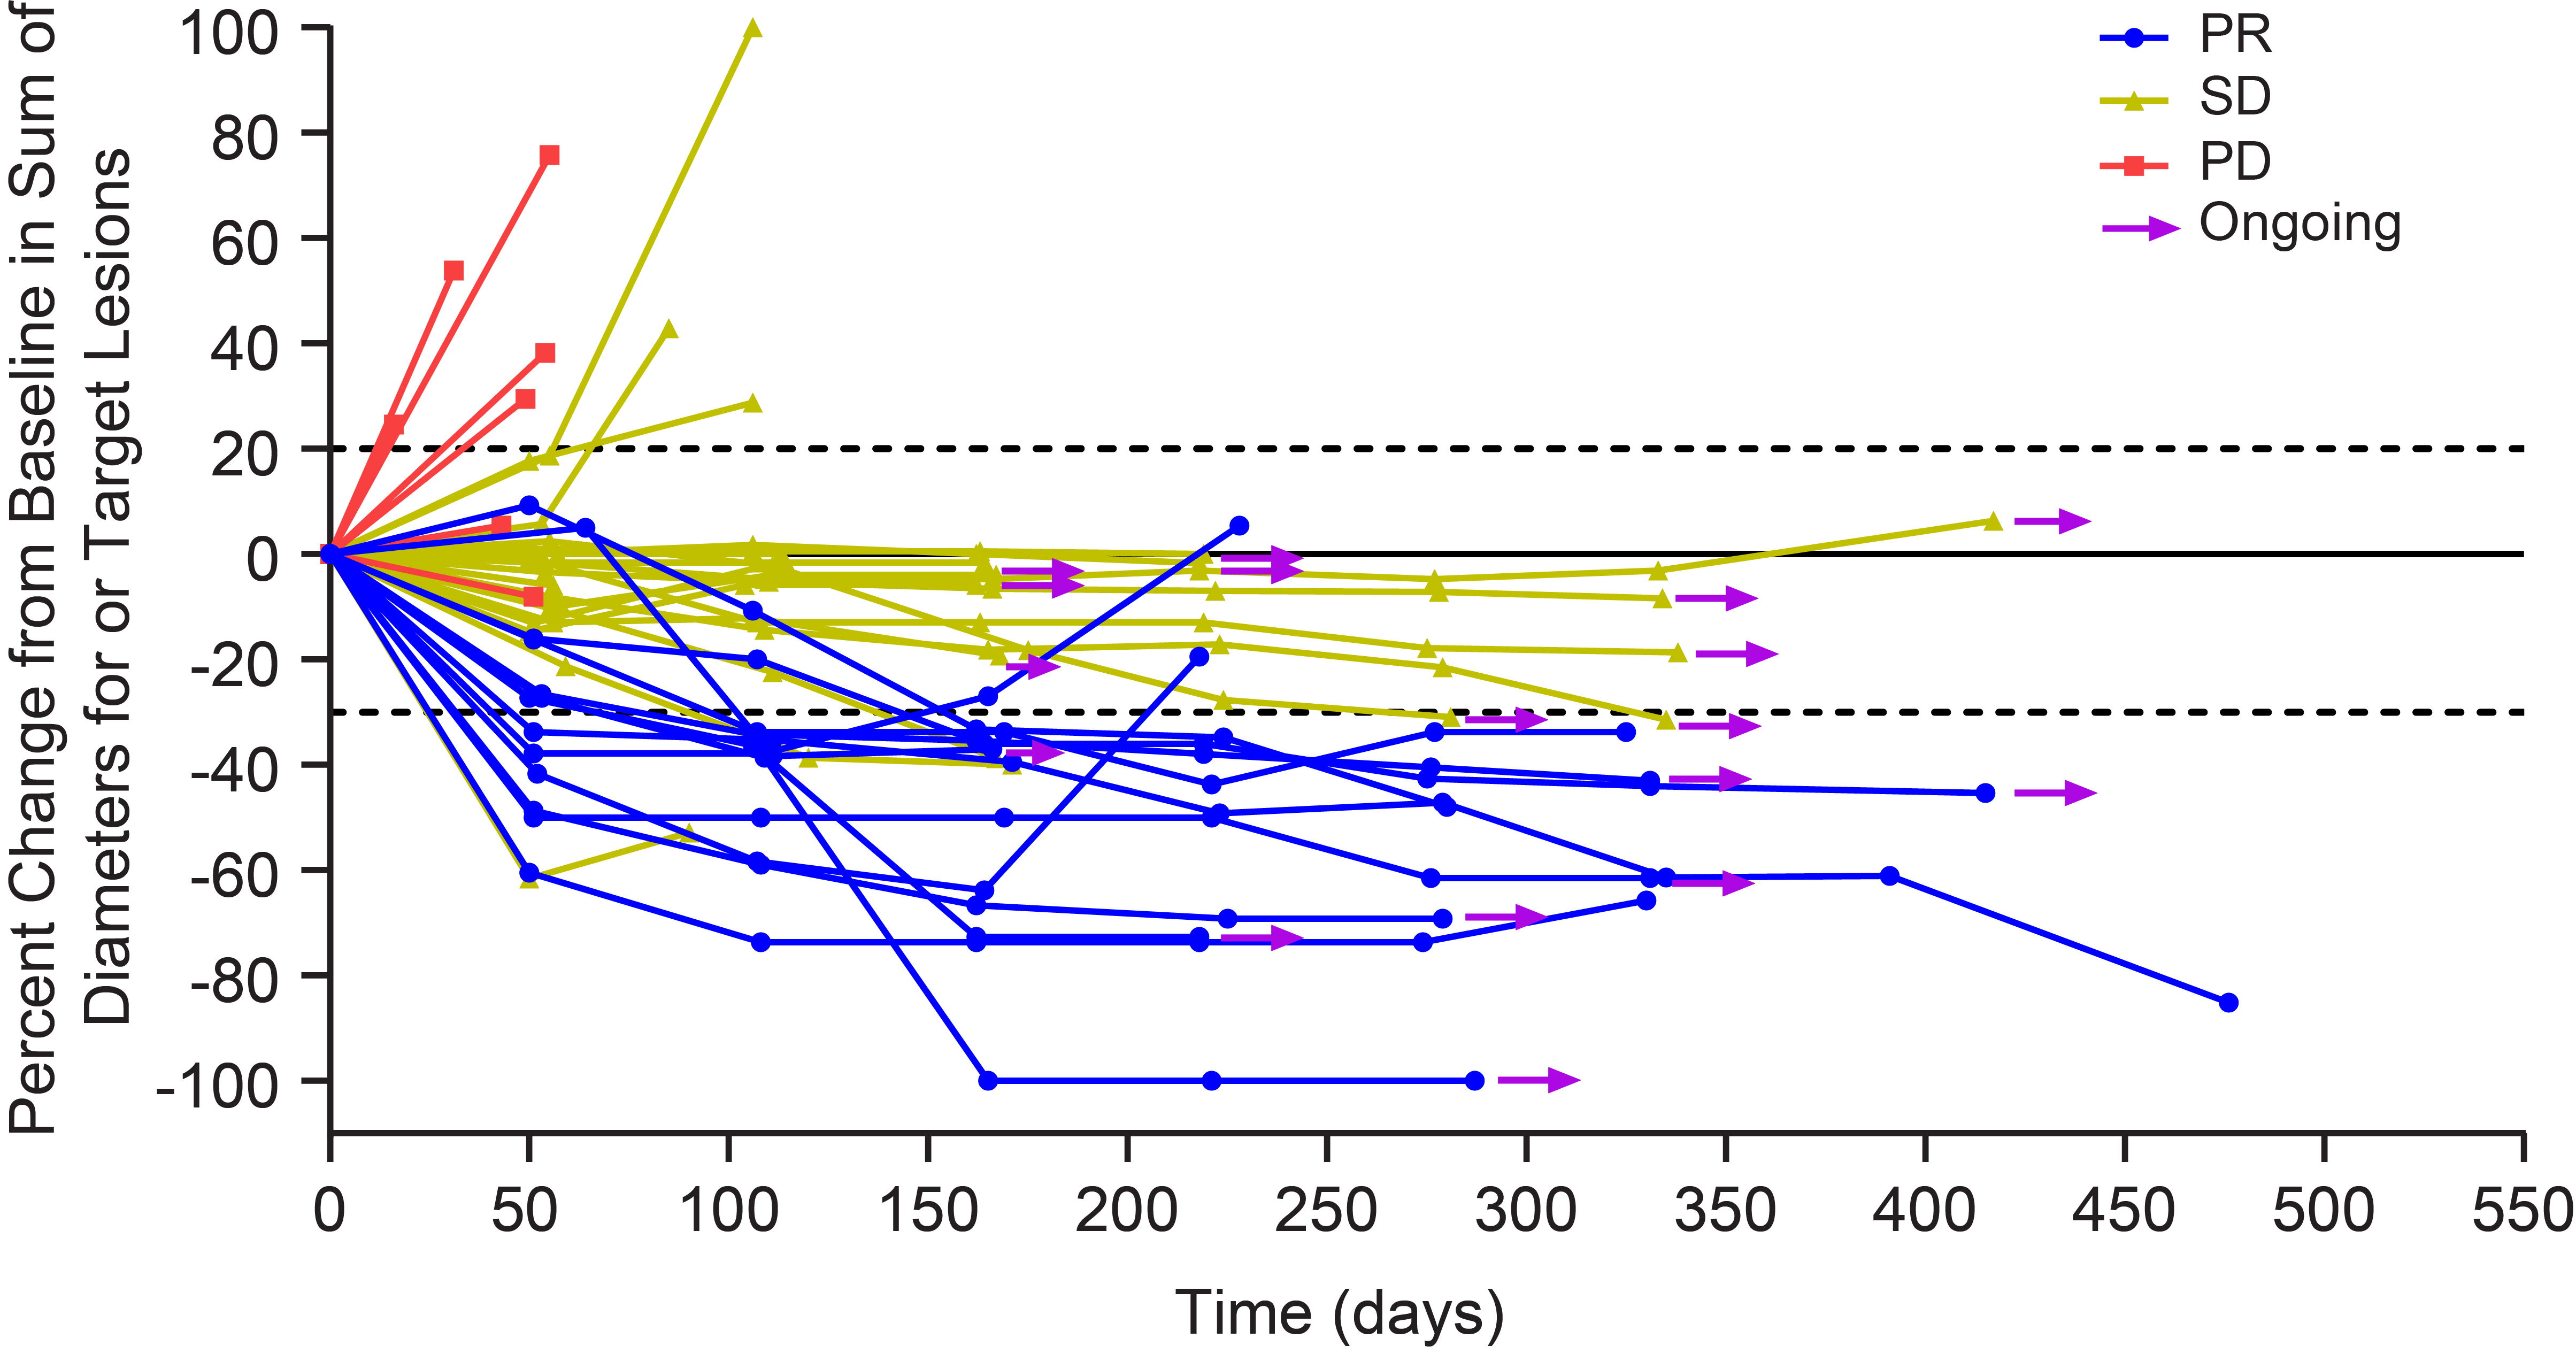 Percent Change from Baseline in Sum of
Diameters for or Target Lesions
100
80
60
40
20
0
-20
-40
-60
-80
-100
PR
SD
PD
Ongoing
0 50 100 150 200 250 300 350 400 450 500 550
Time (days)